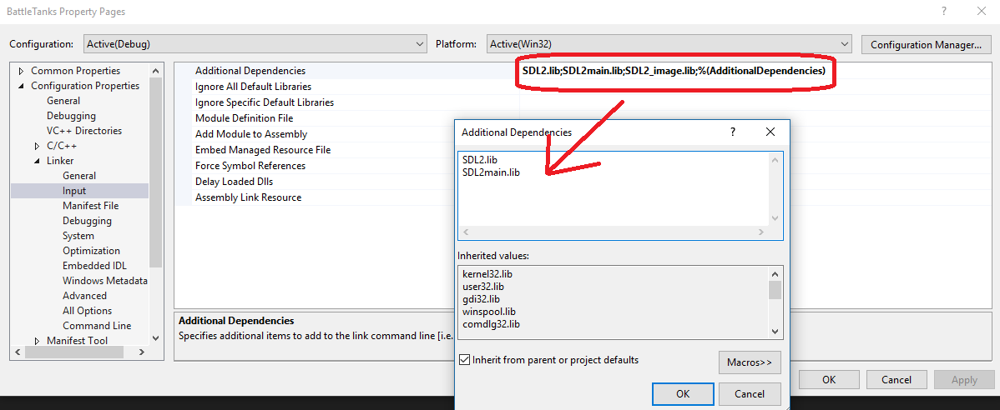 BattleTanks Property Pages
Configuration: Active(Debug) Platform: Active(Win32) Configuration Manager...
Common Properties
Configuration Properties
General
Debugging
VC++ Directories
C/C++
Linker
General
Input
Manifest File
Debugging
System
Optimization
Embedded IDL
Windows Metadata
Advanced
All Options
Command Line
Manifest Tool
Additional Dependencies SDL2.lib;SDL2main.lib;SDL2_image.lib;%(AdditionalDependencies)
Ignore All Default Libraries
Ignore Specific Default Libraries
Module Definition File
Add Module to Assembly
Embed Managed Resource File
Force Symbol References
Delay Loaded Dlls
Assembly Link Resource
Additional Dependencies
Specifies additional items to add to the link command line [i.e.
Additional Dependencies ?
SDL2.lib
SDL2main.lib
Inherited values:
kernel32.lib
user32.lib
gdi32.lib
winspool.lib
comdlg32.lib
Inherit from parent or project defaults
Macros>>
OK Cancel
OK Cancel Apply